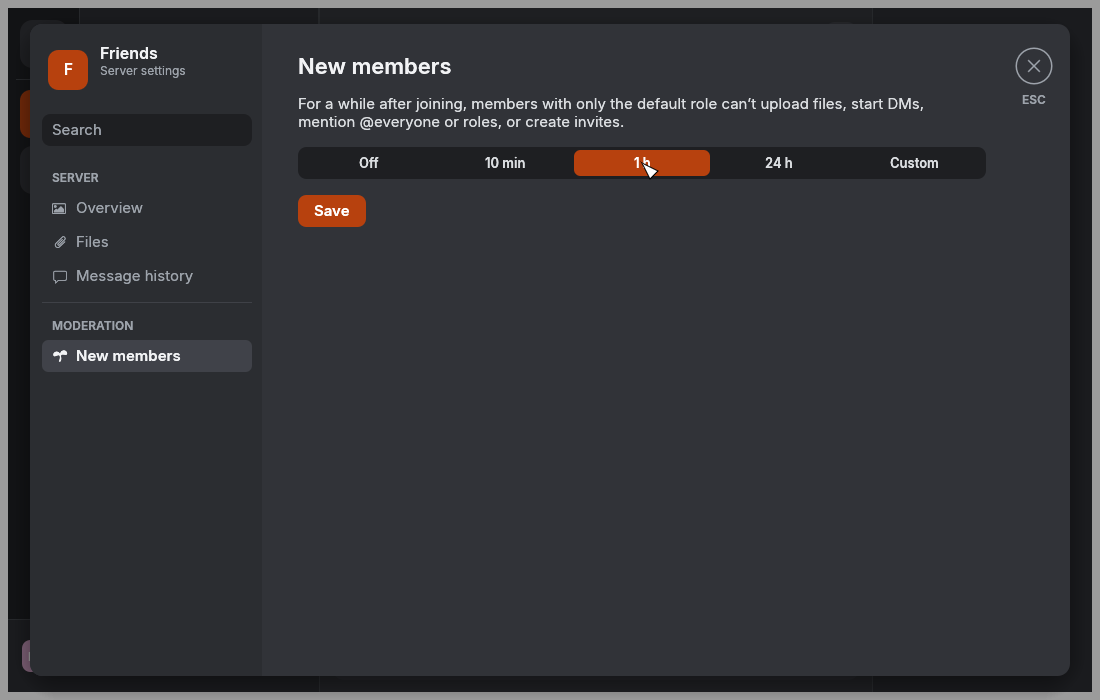 F
Friends
Server settings
Search
SERVER
Overview
Files
Message history
MODERATION
New members
New members
For a while after joining, members with only the default role can’t upload files, start DMs,
mention @everyone or roles, or create invites.
Off
10 min
1 h
24 h
Custom
Save
ESC